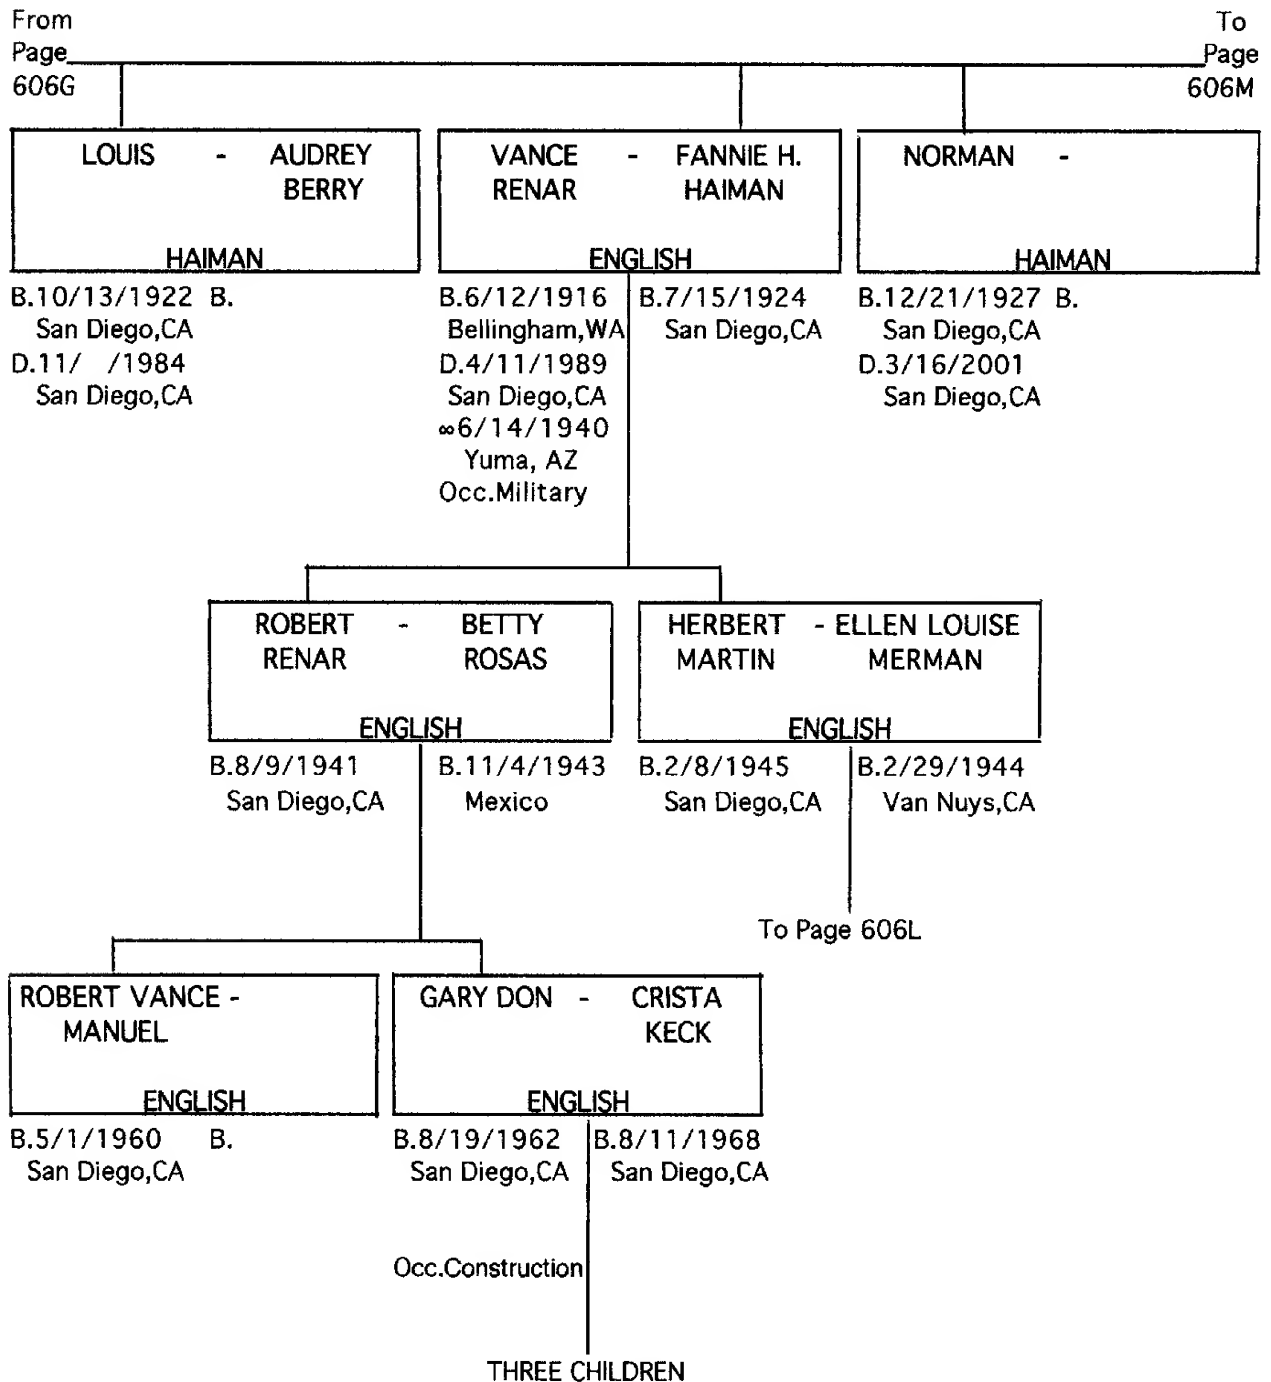 From
Page
606G
To
Page
606M
LOUIS - AUDREY
BERRY
HAIMAN
B.10/13/1922 B.
San Diego,CA
D.11/ /1984
San Diego,CA
VANCE - FANNIE H.
RENAR HAIMAN
ENGLISH
B.6/12/1916 B.7/15/1924
Bellingham,WA San Diego,CA
D.4/11/1989
San Diego,CA
∞6/14/1940
Yuma, AZ
Occ.Military
NORMAN -
HAIMAN
B.12/21/1927 B.
San Diego,CA
D.3/16/2001
San Diego,CA
ROBERT - BETTY
RENAR ROSAS
ENGLISH
B.8/9/1941 B.11/4/1943
San Diego,CA Mexico
HERBERT - ELLEN LOUISE
MARTIN MERMAN
ENGLISH
B.2/8/1945 B.2/29/1944
San Diego,CA Van Nuys,CA
To Page 606L
ROBERT VANCE -
MANUEL
ENGLISH
B.5/1/1960 B.
San Diego,CA
GARY DON - CRISTA
KECK
ENGLISH
B.8/19/1962 B.8/11/1968
San Diego,CA San Diego,CA
Occ.Construction
THREE CHILDREN